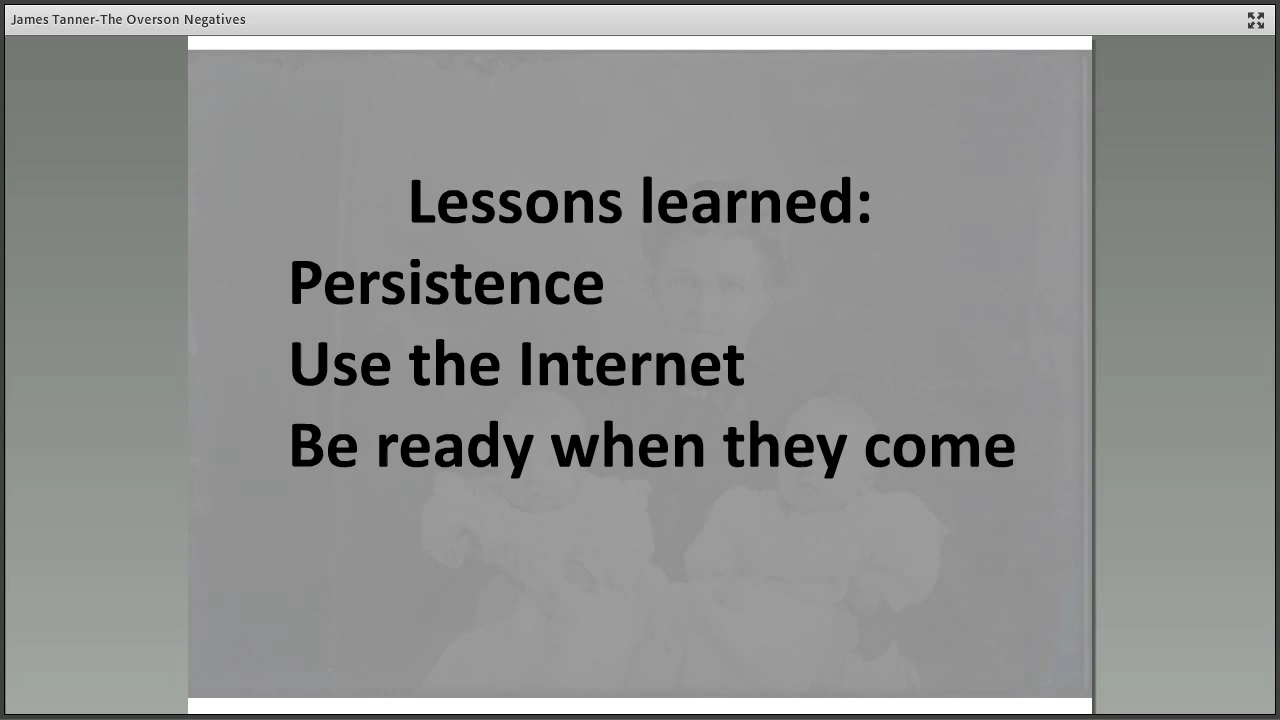 James Tanner-The Overson Negatives
Lessons learned:
Persistence
Use the Internet
Be ready when they come